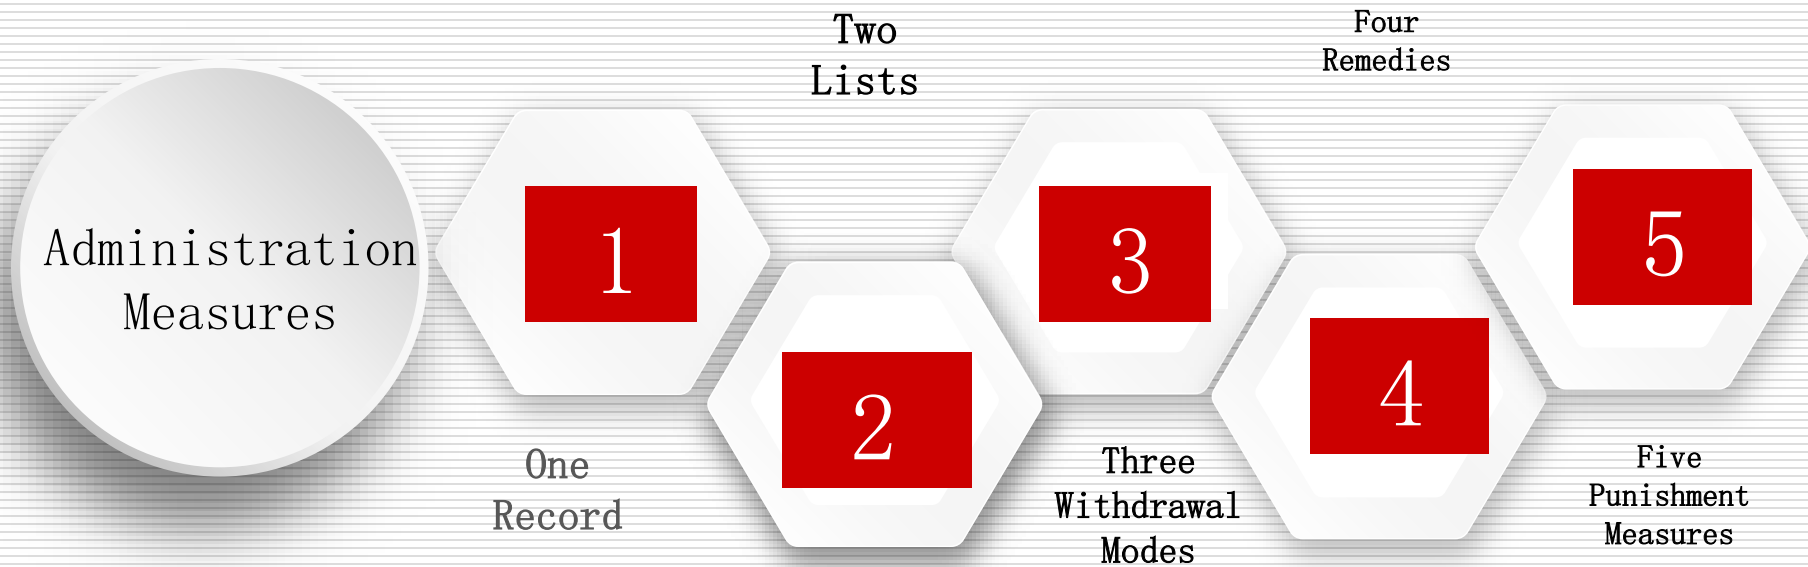 Administration
Measures
1
One
Record
Two
Lists
2
3
Three
Withdrawal
Modes
Four
Remedies
4
5
Five
Punishment
Measures